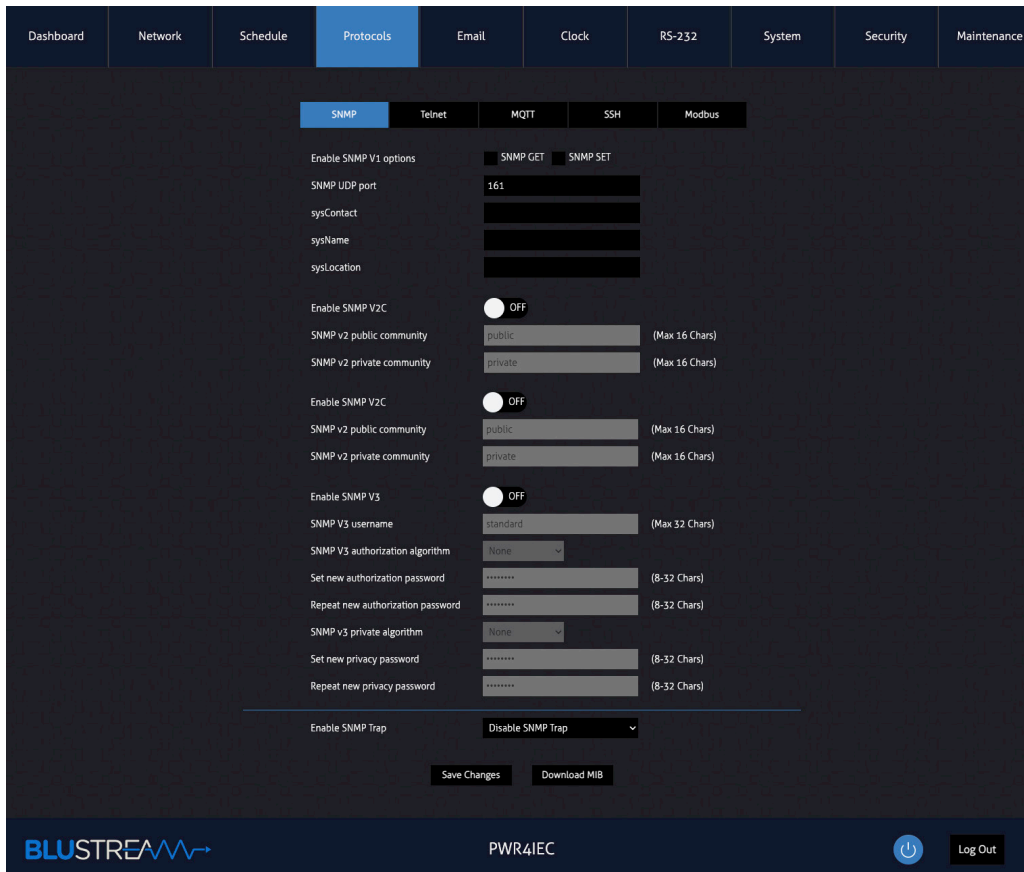 Dashboard Network Schedule Protocols Email Clock RS-232 System Security Maintenance
SNMP Telnet MQTT SSH Modbus
Enable SNMP V1 options SNMP GET SNMP SET
SNMP UDP port 161
sysContact
sysName
sysLocation
Enable SNMP V2C OFF
SNMP v2 public community public (Max 16 Chars)
SNMP v2 private community private (Max 16 Chars)
Enable SNMP V2C OFF
SNMP v2 public community public (Max 16 Chars)
SNMP v2 private community private (Max 16 Chars)
Enable SNMP V3 OFF
SNMP V3 username standard (Max 32 Chars)
SNMP V3 authorization algorithm None
Set new authorization password •••••••• (8-32 Chars)
Repeat new authorization password •••••••• (8-32 Chars)
SNMP v3 private algorithm None
Set new privacy password •••••••• (8-32 Chars)
Repeat new privacy password •••••••• (8-32 Chars)
Enable SNMP Trap Disable SNMP Trap
Save Changes Download MIB
BLUSTREAM PWR4IEC Log Out